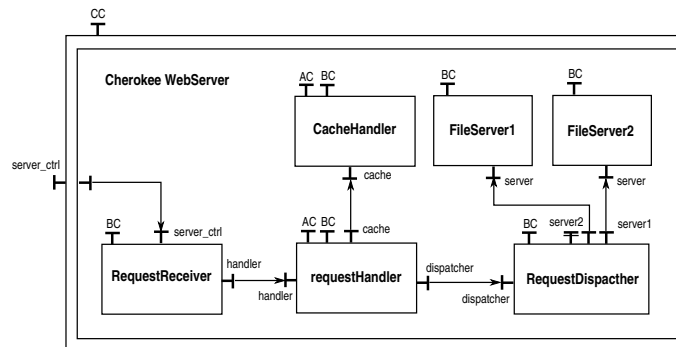 CC
Cherokee WebServer
AC BC
BC
BC
CacheHandler
FileServer1
FileServer2
server_ctrl
cache
server
server
BC
server_ctrl
AC BC
cache
BC
server2
server1
RequestReceiver
handler
handler
requestHandler
dispatcher
dispatcher
RequestDispacther